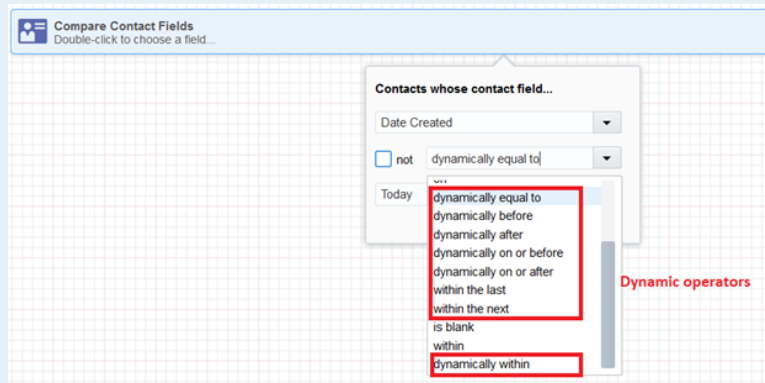 Compare Contact Fields
Double-click to choose a field...
Contacts whose contact field...
Date Created
not dynamically equal to
Today
dynamically equal to
dynamically before
dynamically after
dynamically on or before
dynamically on or after
within the last
within the next
is blank
within
dynamically within
Dynamic operators